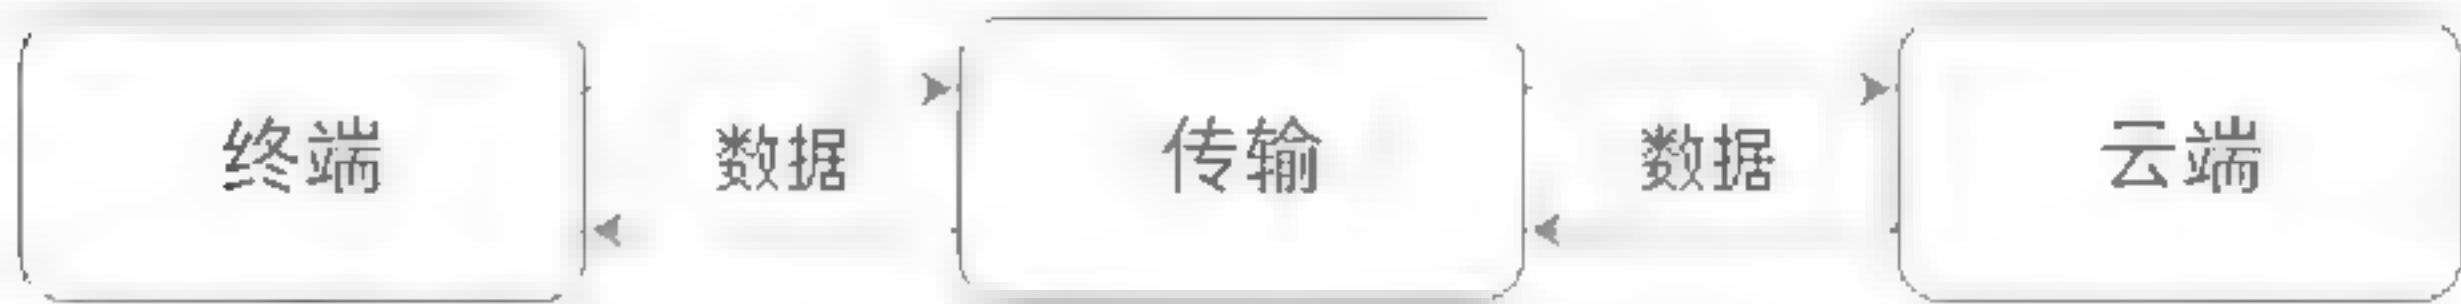 终端 数据 传输 数据 云端